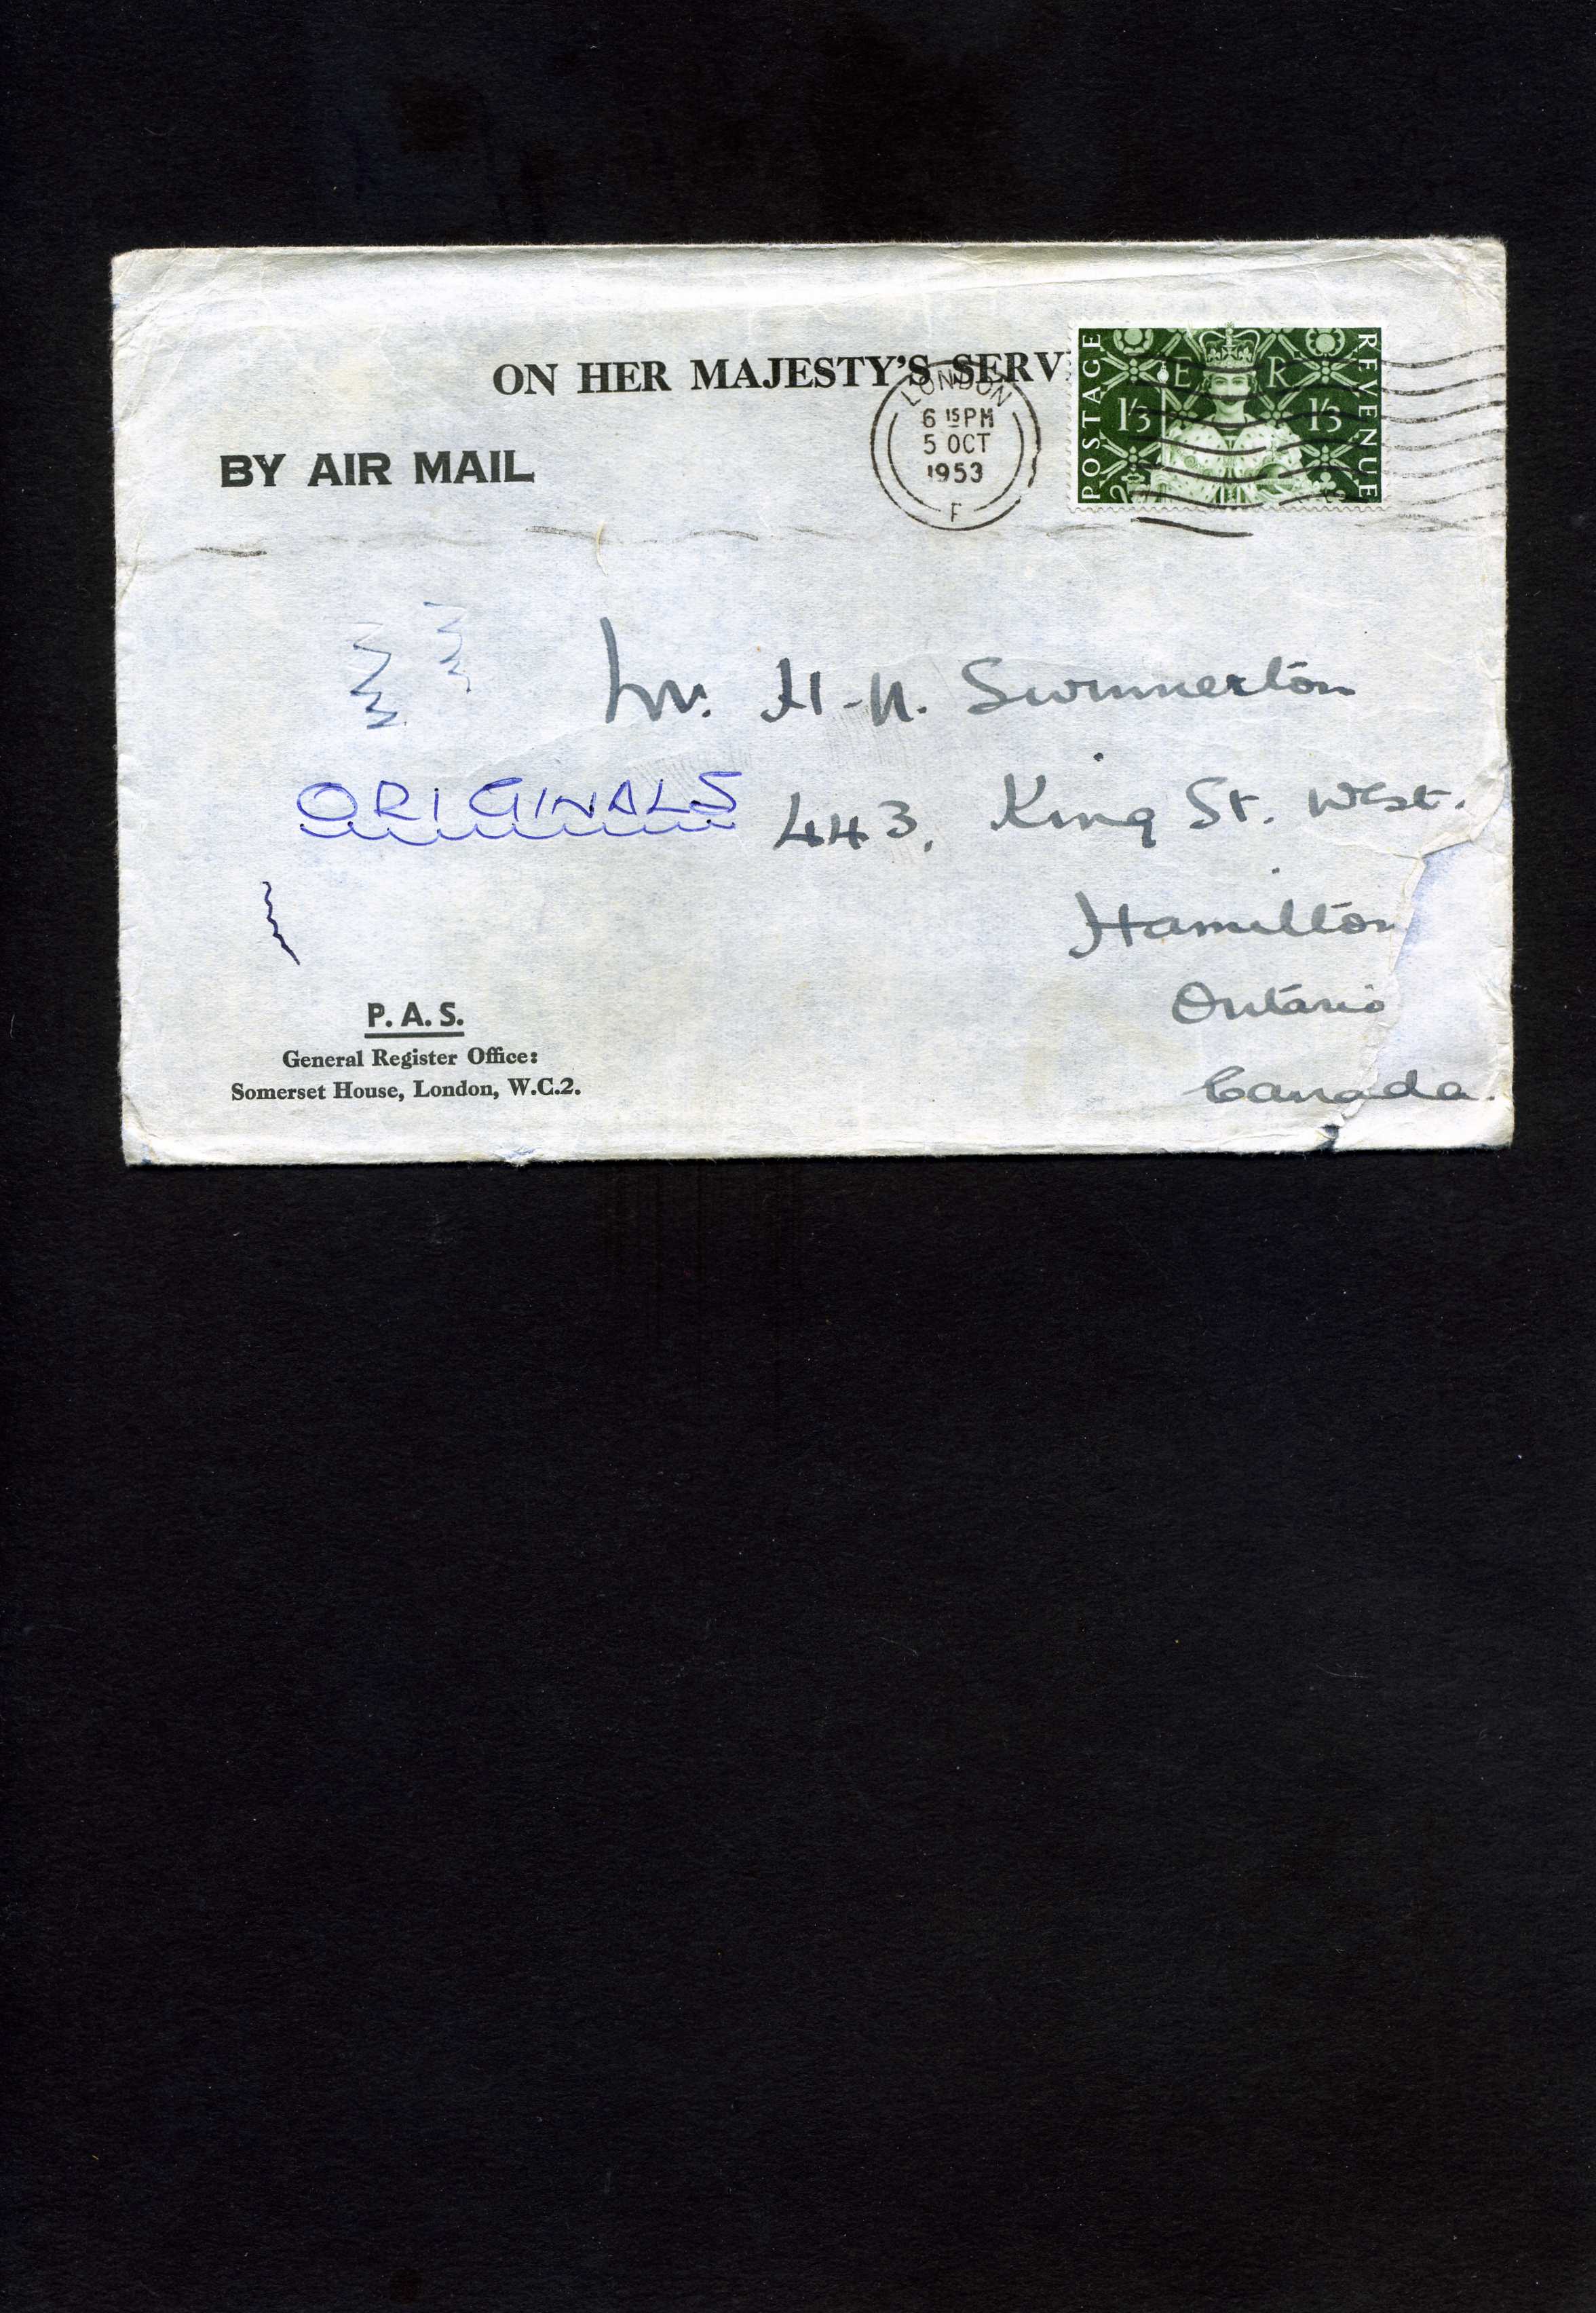 ON HER MAJESTY'S SERV
POSTAGE
E R
1/3 1/3
REVENUE
LONDON
6 15 PM
5 OCT
1953
F
BY AIR MAIL
Mr. H-N. Swinnerton
ORIGINALS
443, King St. West.
Hamilton
Ontario
Canada.
P. A. S.
General Register Office:
Somerset House, London, W.C.2.